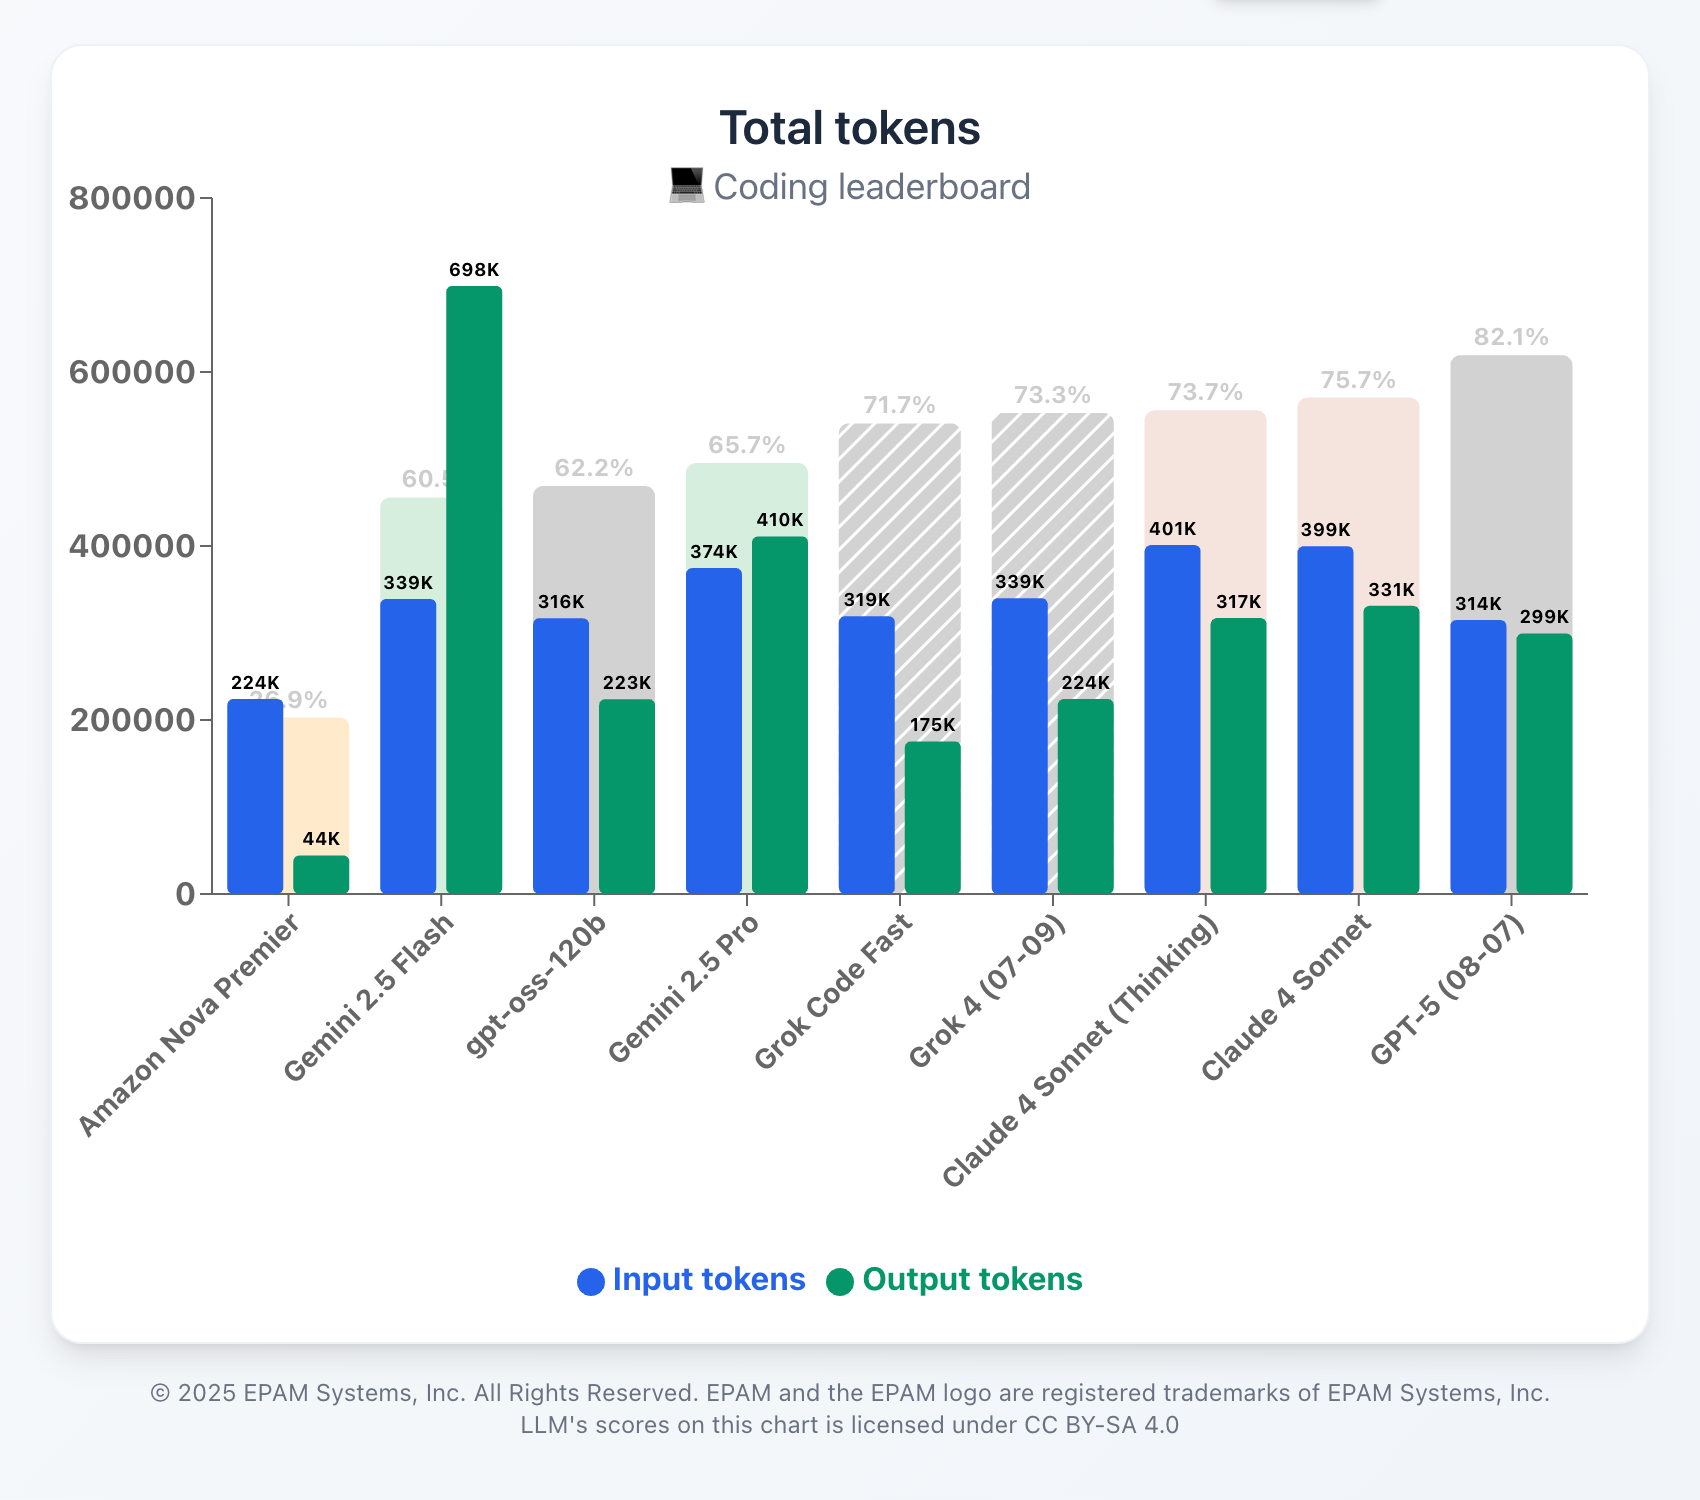 Total tokens
💻 Coding leaderboard
800000
600000
400000
200000
0
698K
82.1%
75.7%
73.7%
73.3%
71.7%
65.7%
62.2%
410K
401K
399K
374K
339K
339K
316K
319K
331K
317K
314K
299K
224K
223K
224K
175K
44K
Amazon Nova Premier
Gemini 2.5 Flash
gpt-oss-120b
Gemini 2.5 Pro
Grok Code Fast
Grok 4 (07-09)
Claude 4 Sonnet (Thinking)
Claude 4 Sonnet
GPT-5 (08-07)
Input tokens Output tokens
© 2025 EPAM Systems, Inc. All Rights Reserved. EPAM and the EPAM logo are registered trademarks of EPAM Systems, Inc.
LLM's scores on this chart is licensed under CC BY-SA 4.0